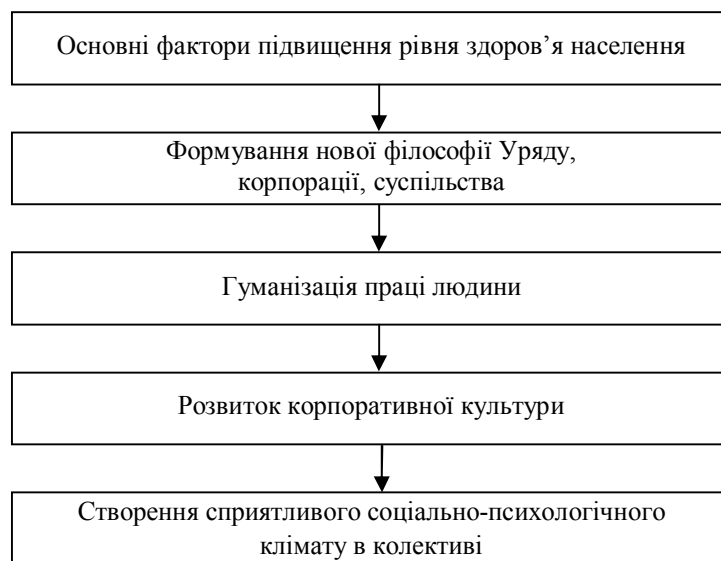 Основні фактори підвищення рівня здоров’я населення
Формування нової філософії Уряду,
корпорації, суспільства
Гуманізація праці людини
Розвиток корпоративної культури
Створення сприятливого соціально-психологічного
клімату в колективі